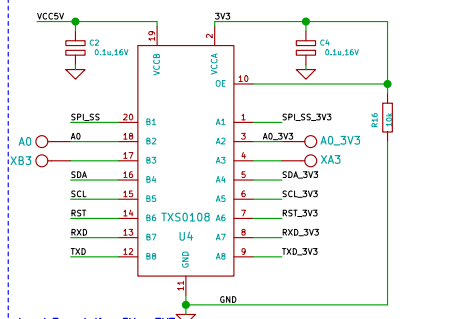 VCC5V 3V3
C2 0.1u,16V
C4 0.1u,16V
19 VCCB
2 VCCA
OE 10
R16 10k
SPI_SS 20 B1 A1 1 SPI_SS_3V3
A0 A0 18 B2 A2 3 A0_3V3 A0_3V3
XB3 17 B3 A3 4 XA3
SDA 16 B4 A4 5 SDA_3V3
SCL 15 B5 A5 6 SCL_3V3
RST 14 B6 TXS0108 A6 7 RST_3V3
RXD 13 B7 U4 A7 8 RXD_3V3
TXD 12 B8 A8 9 TXD_3V3
GND
11
GND